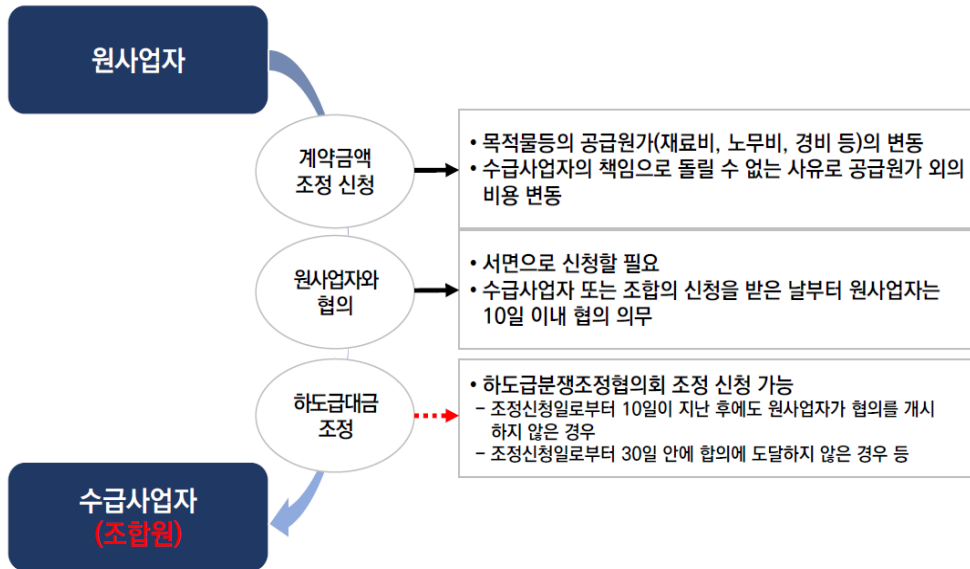 원사업자
계약금액
조정 신청
• 목적물등의 공급원가(재료비, 노무비, 경비 등)의 변동
• 수급사업자의 책임으로 돌릴 수 없는 사유로 공급원가 외의
비용 변동
원사업자와
협의
• 서면으로 신청할 필요
• 수급사업자 또는 조합의 신청을 받은 날부터 원사업자는
10일 이내 협의 의무
하도급대금
조정
• 하도급분쟁조정협의회 조정 신청 가능
– 조정신청일로부터 10일이 지난 후에도 원사업자가 협의를 개시
하지 않은 경우
– 조정신청일로부터 30일 안에 합의에 도달하지 않은 경우 등
수급사업자
(조합원)